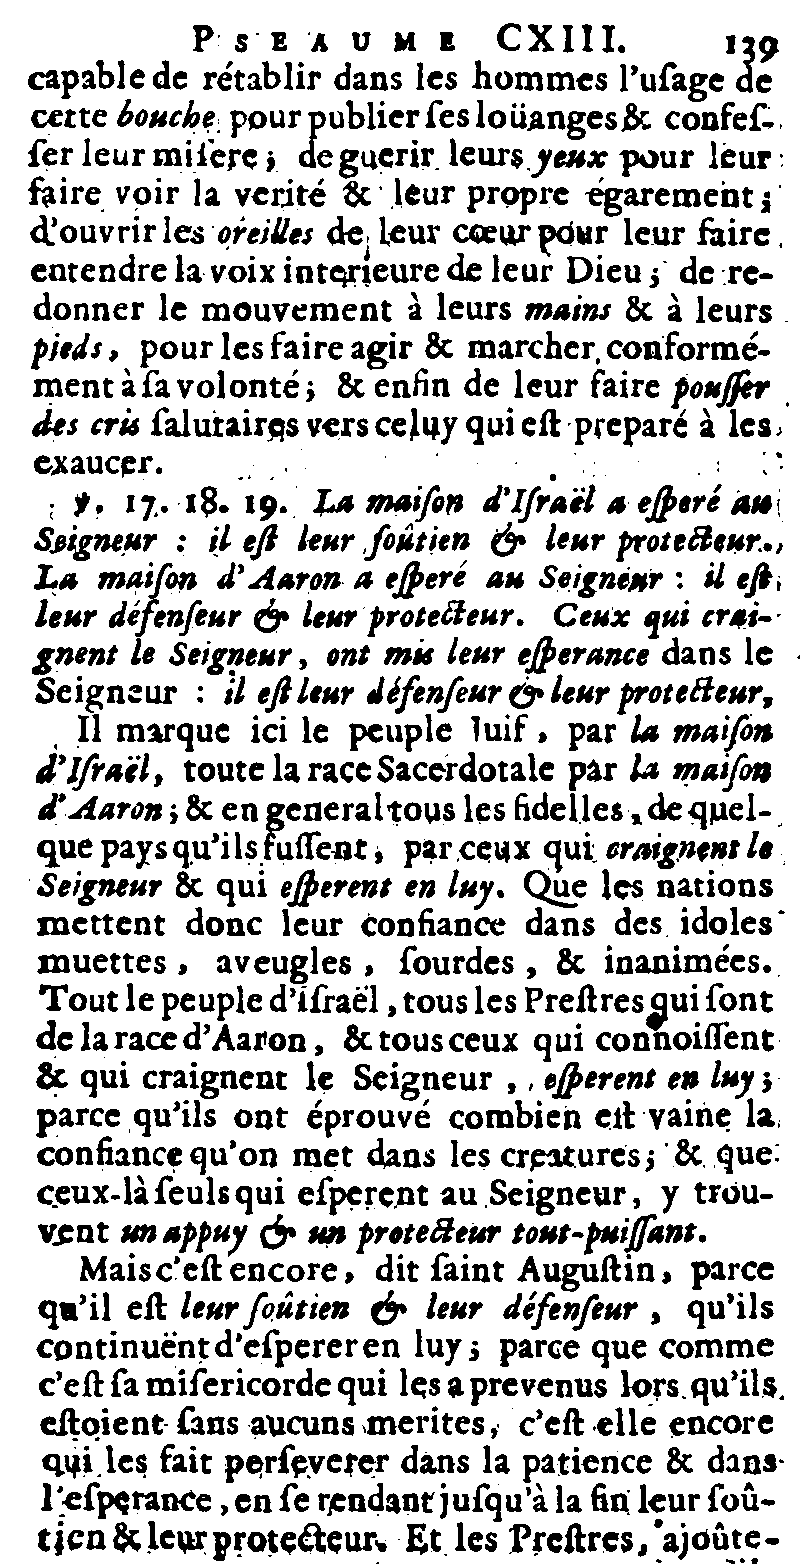 PSEAUME CXIII. 139
capable de rétablir dans les hommes l'uſage de
cette bouche pour publier ſes loüanges & confeſ-
ſer leur miſere ; de guerir leurs yeux pour leur
faire voir la verité & leur propre égarement ;
d'ouvrir les oreilles de leur cœur pour leur faire
entendre la voix interieure de leur Dieu ; de re-
donner le mouvement à leurs mains & à leurs
pieds, pour les faire agir & marcher conformé-
ment à ſa volonté ; & enfin de leur faire pouſſer
des cris ſalutaires vers celuy qui eſt preparé à les
exaucer.
℣. 17. 18. 19. La maiſon d'Iſraël a eſperé au
Seigneur : il eſt leur ſoûtien & leur protecteur.
La maiſon d'Aaron a eſperé au Seigneur : il eſt
leur défenſeur & leur protecteur. Ceux qui crai-
gnent le Seigneur, ont mis leur eſperance dans le
Seigneur : il eſt leur défenſeur & leur protecteur,
Il marque ici le peuple Juif, par la maiſon
d'Iſraël, toute la race Sacerdotale par la maiſon
d'Aaron ; & en general tous les fidelles, de quel-
que pays qu'ils fuſſent, par ceux qui craignent le
Seigneur & qui eſperent en luy. Que les nations
mettent donc leur confiance dans des idoles
muettes, aveugles, ſourdes, & inanimées.
Tout le peuple d'iſraël, tous les Preſtres qui ſont
de la race d'Aaron, & tous ceux qui connoiſſent
& qui craignent le Seigneur, eſperent en luy ;
parce qu'ils ont éprouvé combien eſt vaine la
confiance qu'on met dans les creatures ; & que
ceux-là ſeuls qui eſperent au Seigneur, y trou-
vent un appuy & un protecteur tout-puiſſant.
Mais c'eſt encore, dit ſaint Auguſtin, parce
qu'il eſt leur ſoûtien & leur défenſeur, qu'ils
continuënt d'eſperer en luy ; parce que comme
c'eſt ſa miſericorde qui les a prevenus lors qu'ils
eſtoient ſans aucuns merites, c'eſt elle encore
qui les fait perſeverer dans la patience & dans
l'eſperance, en ſe rendant juſqu'à la fin leur ſoû-
tien & leur protecteur. Et les Preſtres, ajoûte-